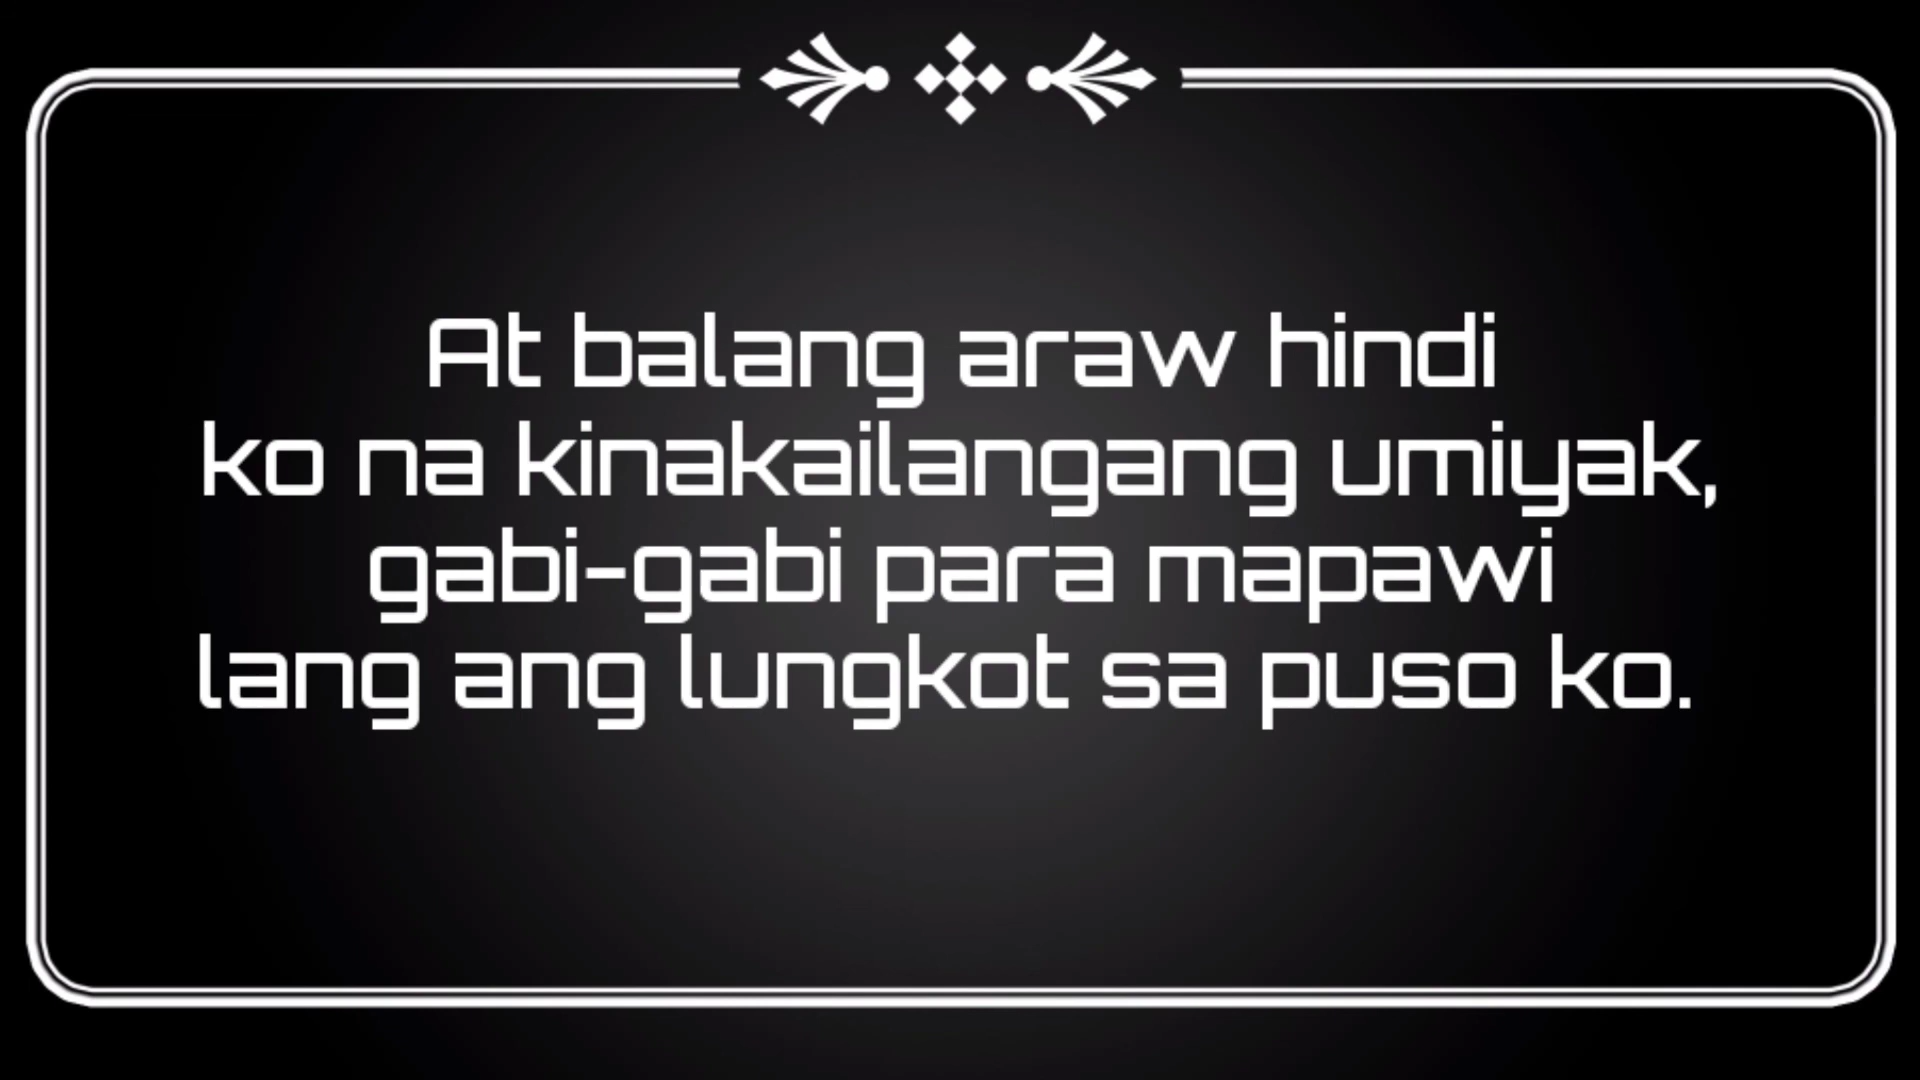 At balang araw hindi
ko na kinakailangang umiyak,
gabi-gabi para mapawi
lang ang lungkot sa puso ko.